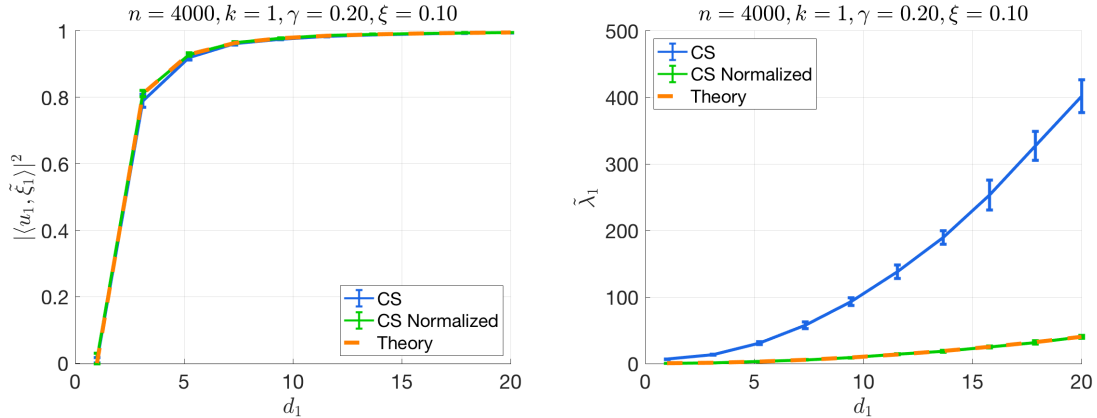 n = 4000, k = 1, γ = 0.20, ξ = 0.10
1
0.8
0.6
0.4
0.2
0
|⟨u₁, ξ̃₁⟩|²
CS
CS Normalized
Theory
0 5 10 15 20
d₁
n = 4000, k = 1, γ = 0.20, ξ = 0.10
500
400
300
200
100
0
λ̃₁
CS
CS Normalized
Theory
0 5 10 15 20
d₁